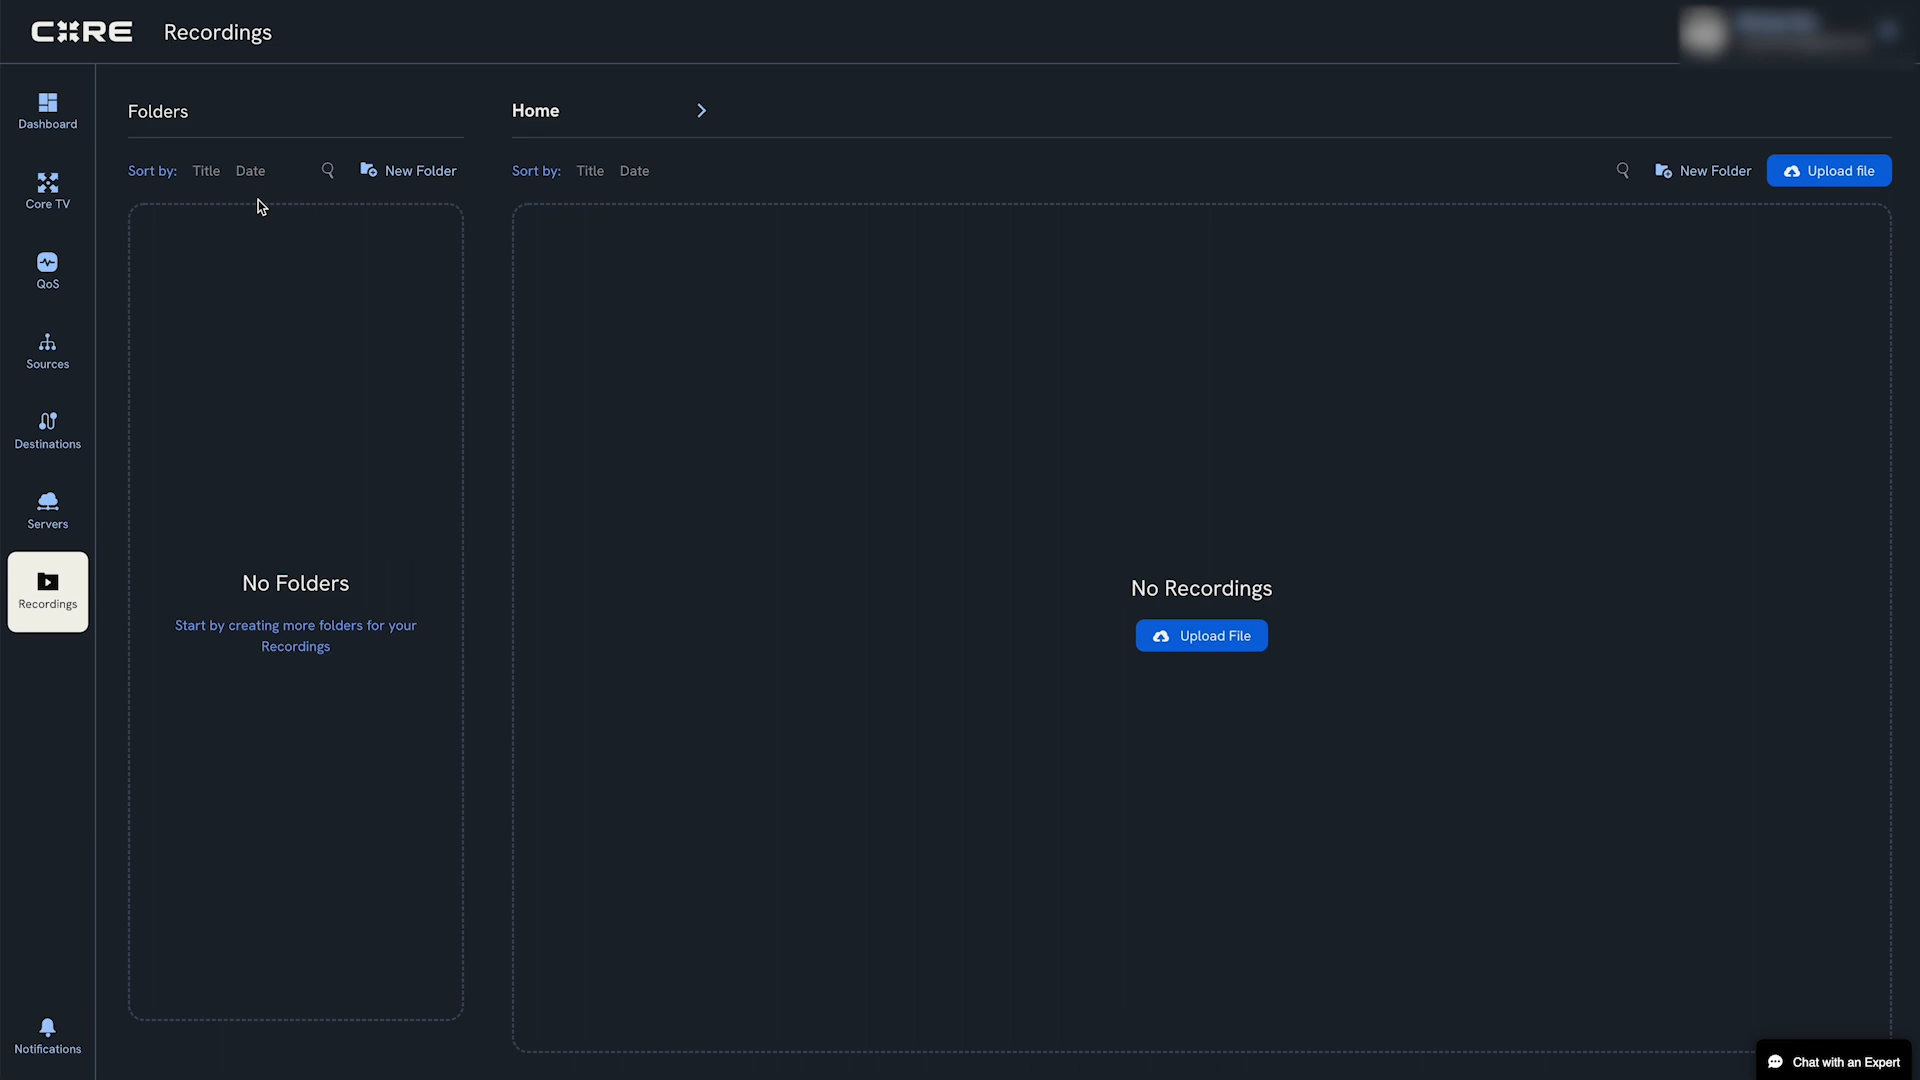 CORE
Recordings
Dashboard
Core TV
QoS
Sources
Destinations
Servers
Recordings
Notifications
Folders
Sort by: Title Date New Folder
No Folders
Start by creating more folders for your
Recordings
Home
Sort by: Title Date New Folder Upload file
No Recordings
Upload File
Chat with an Expert